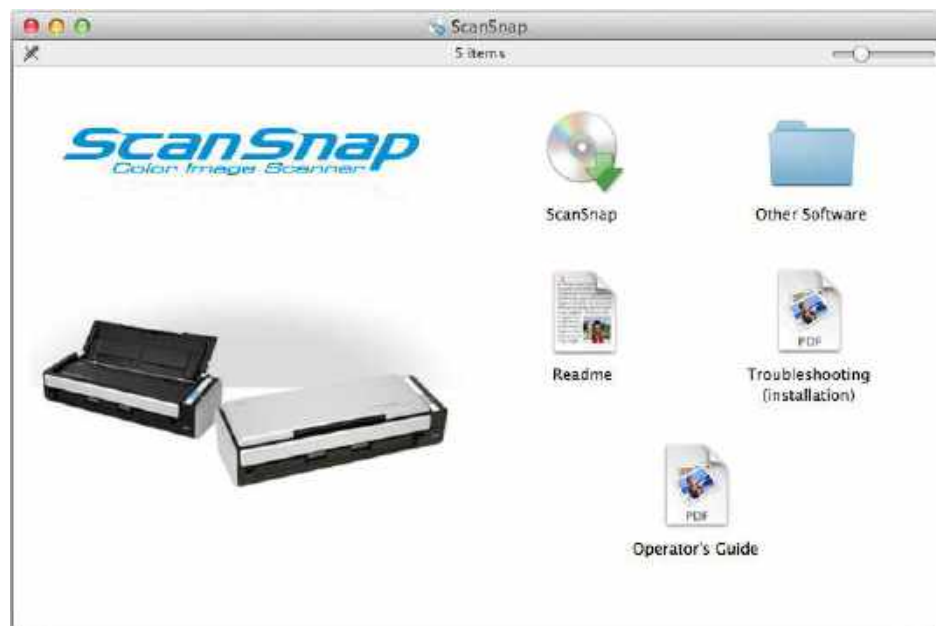 ScanSnap
5 items
ScanSnap
Color Image Scanner
ScanSnap
Other Software
Readme
PDF
Troubleshooting
(installation)
PDF
Operator's Guide